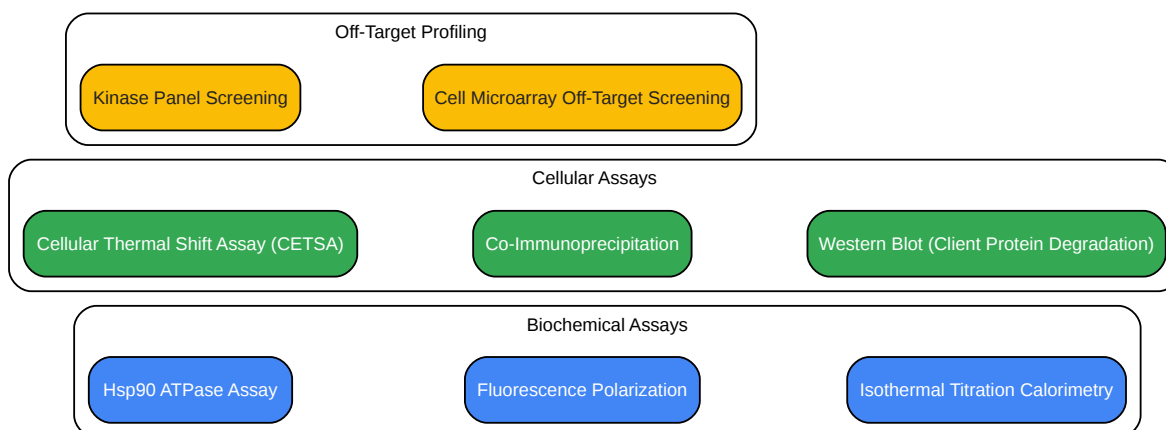 Off-Target Profiling
Kinase Panel Screening
Cell Microarray Off-Target Screening
Cellular Assays
Cellular Thermal Shift Assay (CETSA)
Co-Immunoprecipitation
Western Blot (Client Protein Degradation)
Biochemical Assays
Hsp90 ATPase Assay
Fluorescence Polarization
Isothermal Titration Calorimetry